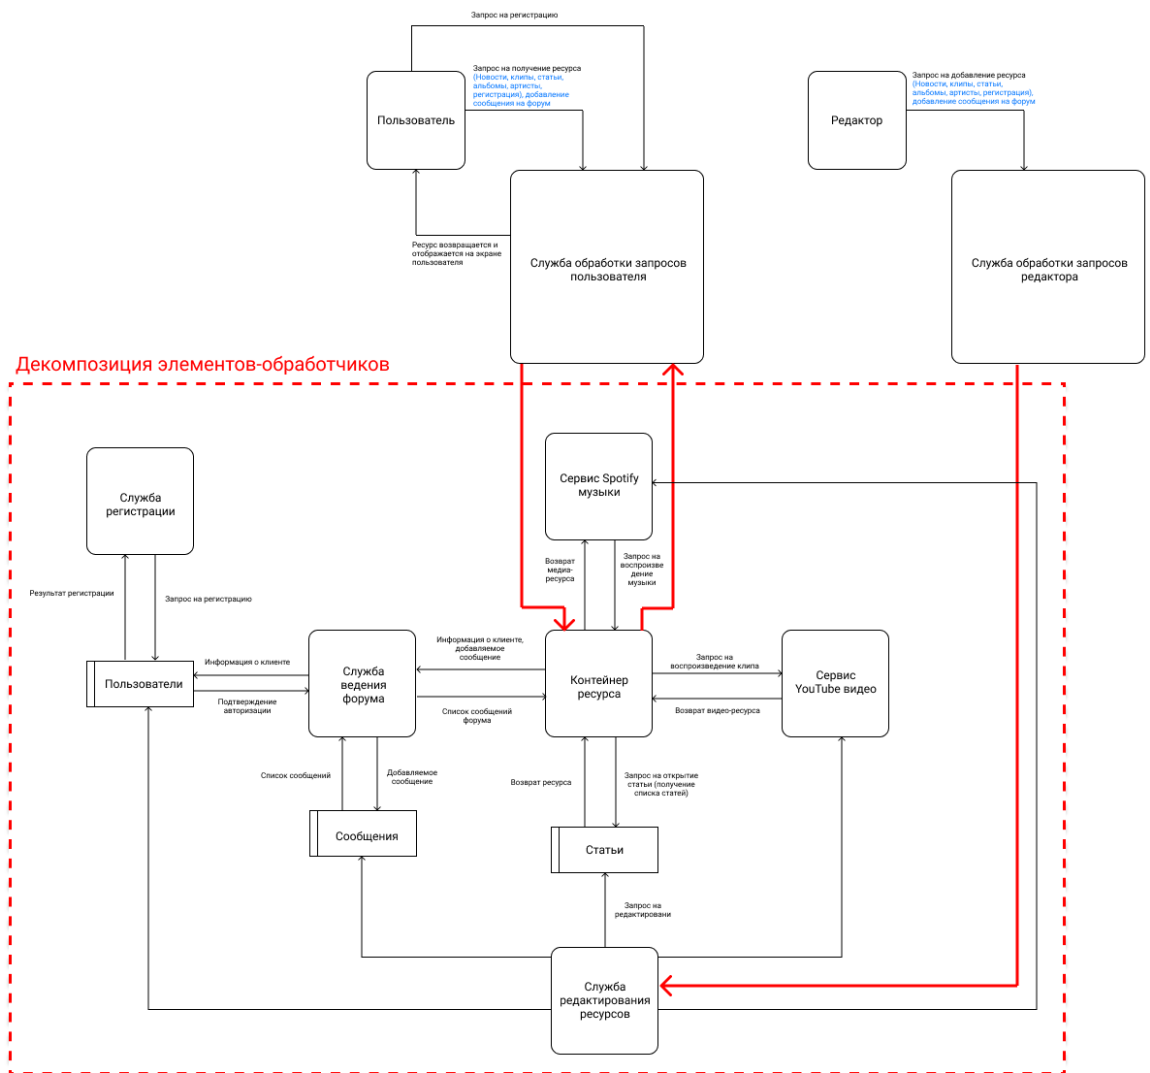 Запрос на регистрацию
Запрос на получение ресурса
(Новости, клипы, статьи,
альбомы, артисты,
регистрация), добавление
сообщения на форум
Пользователь
Запрос на добавление ресурса
(Новости, клипы, статьи,
альбомы, артисты, регистрация),
добавление сообщения на форум
Редактор
Ресурс возвращается и
отображается на экране
пользователя
Служба обработки запросов
пользователя
Служба обработки запросов
редактора
Декомпозиция элементов-обработчиков
Служба
регистрации
Сервис Spotify
музыки
Возврат
медиа-
ресурса
Запрос на
воспроизве
дение
музыки
Результат регистрации
Запрос на регистрацию
Пользователи
Информация о клиенте
Подтверждение
авторизации
Служба
ведения
форума
Информация о клиенте,
добавляемое
сообщение
Список сообщений
форума
Контейнер
ресурса
Запрос на
воспроизведение клипа
Возврат видео-ресурса
Сервис
YouTube видео
Список сообщений
Добавляемое
сообщение
Возврат ресурса
Запрос на открытие
статьи (получение
списка статей)
Сообщения
Статьи
Запрос на
редактировани
Служба
редактирования
ресурсов